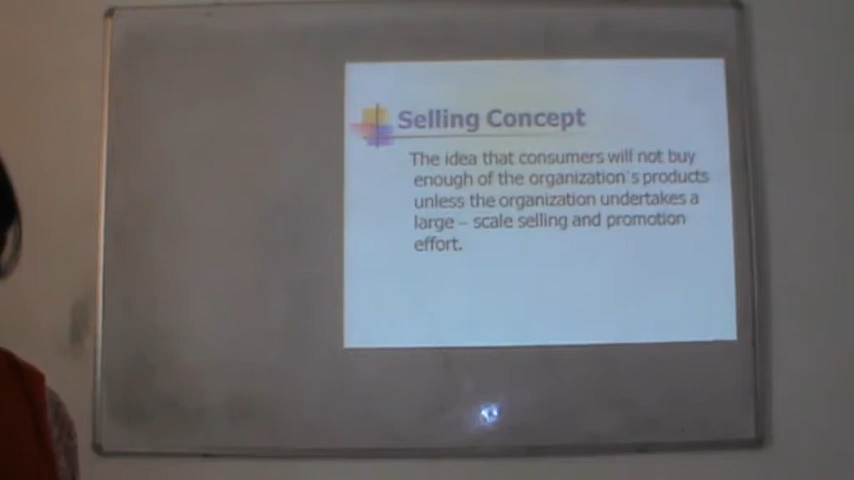 Selling Concept
The idea that consumers will not buy
enough of the organization's products
unless the organization undertakes a
large – scale selling and promotion
effort.